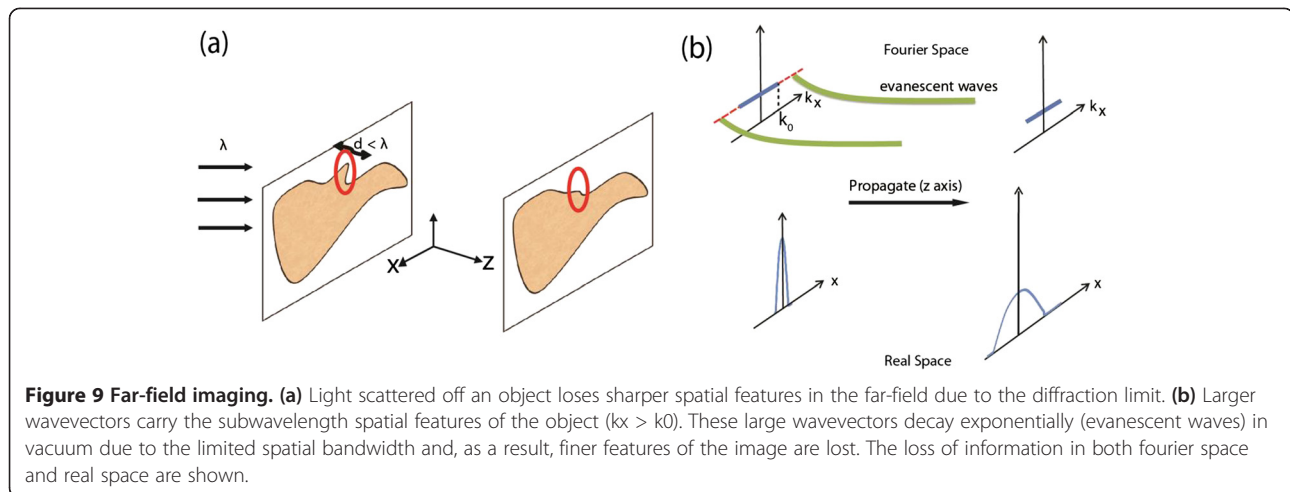 (a)
λ
d < λ
X
Z
(b)
Fourier Space
evanescent waves
kx
k0
kx
Propagate (z axis)
x
x
Real Space
Figure 9 Far-field imaging. (a) Light scattered off an object loses sharper spatial features in the far-field due to the diffraction limit. (b) Larger
wavevectors carry the subwavelength spatial features of the object (kx > k0). These large wavevectors decay exponentially (evanescent waves) in
vacuum due to the limited spatial bandwidth and, as a result, finer features of the image are lost. The loss of information in both fourier space
and real space are shown.